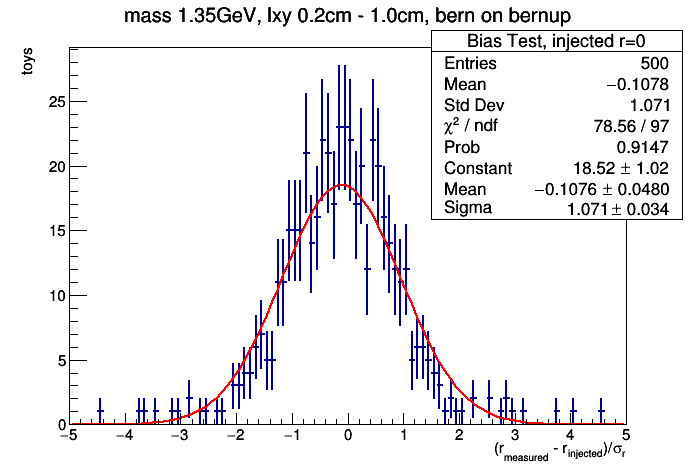 mass 1.35GeV, lxy 0.2cm - 1.0cm, bern on bernup
Bias Test, injected r=0
Entries 500
Mean −0.1078
Std Dev 1.071
χ² / ndf 78.56 / 97
Prob 0.9147
Constant 18.52 ± 1.02
Mean −0.1076 ± 0.0480
Sigma 1.071 ± 0.034
toys
25
20
15
10
5
0
−5 −4 −3 −2 −1 0 1 2 3 4 5
(r_measured - r_injected)/σ_r